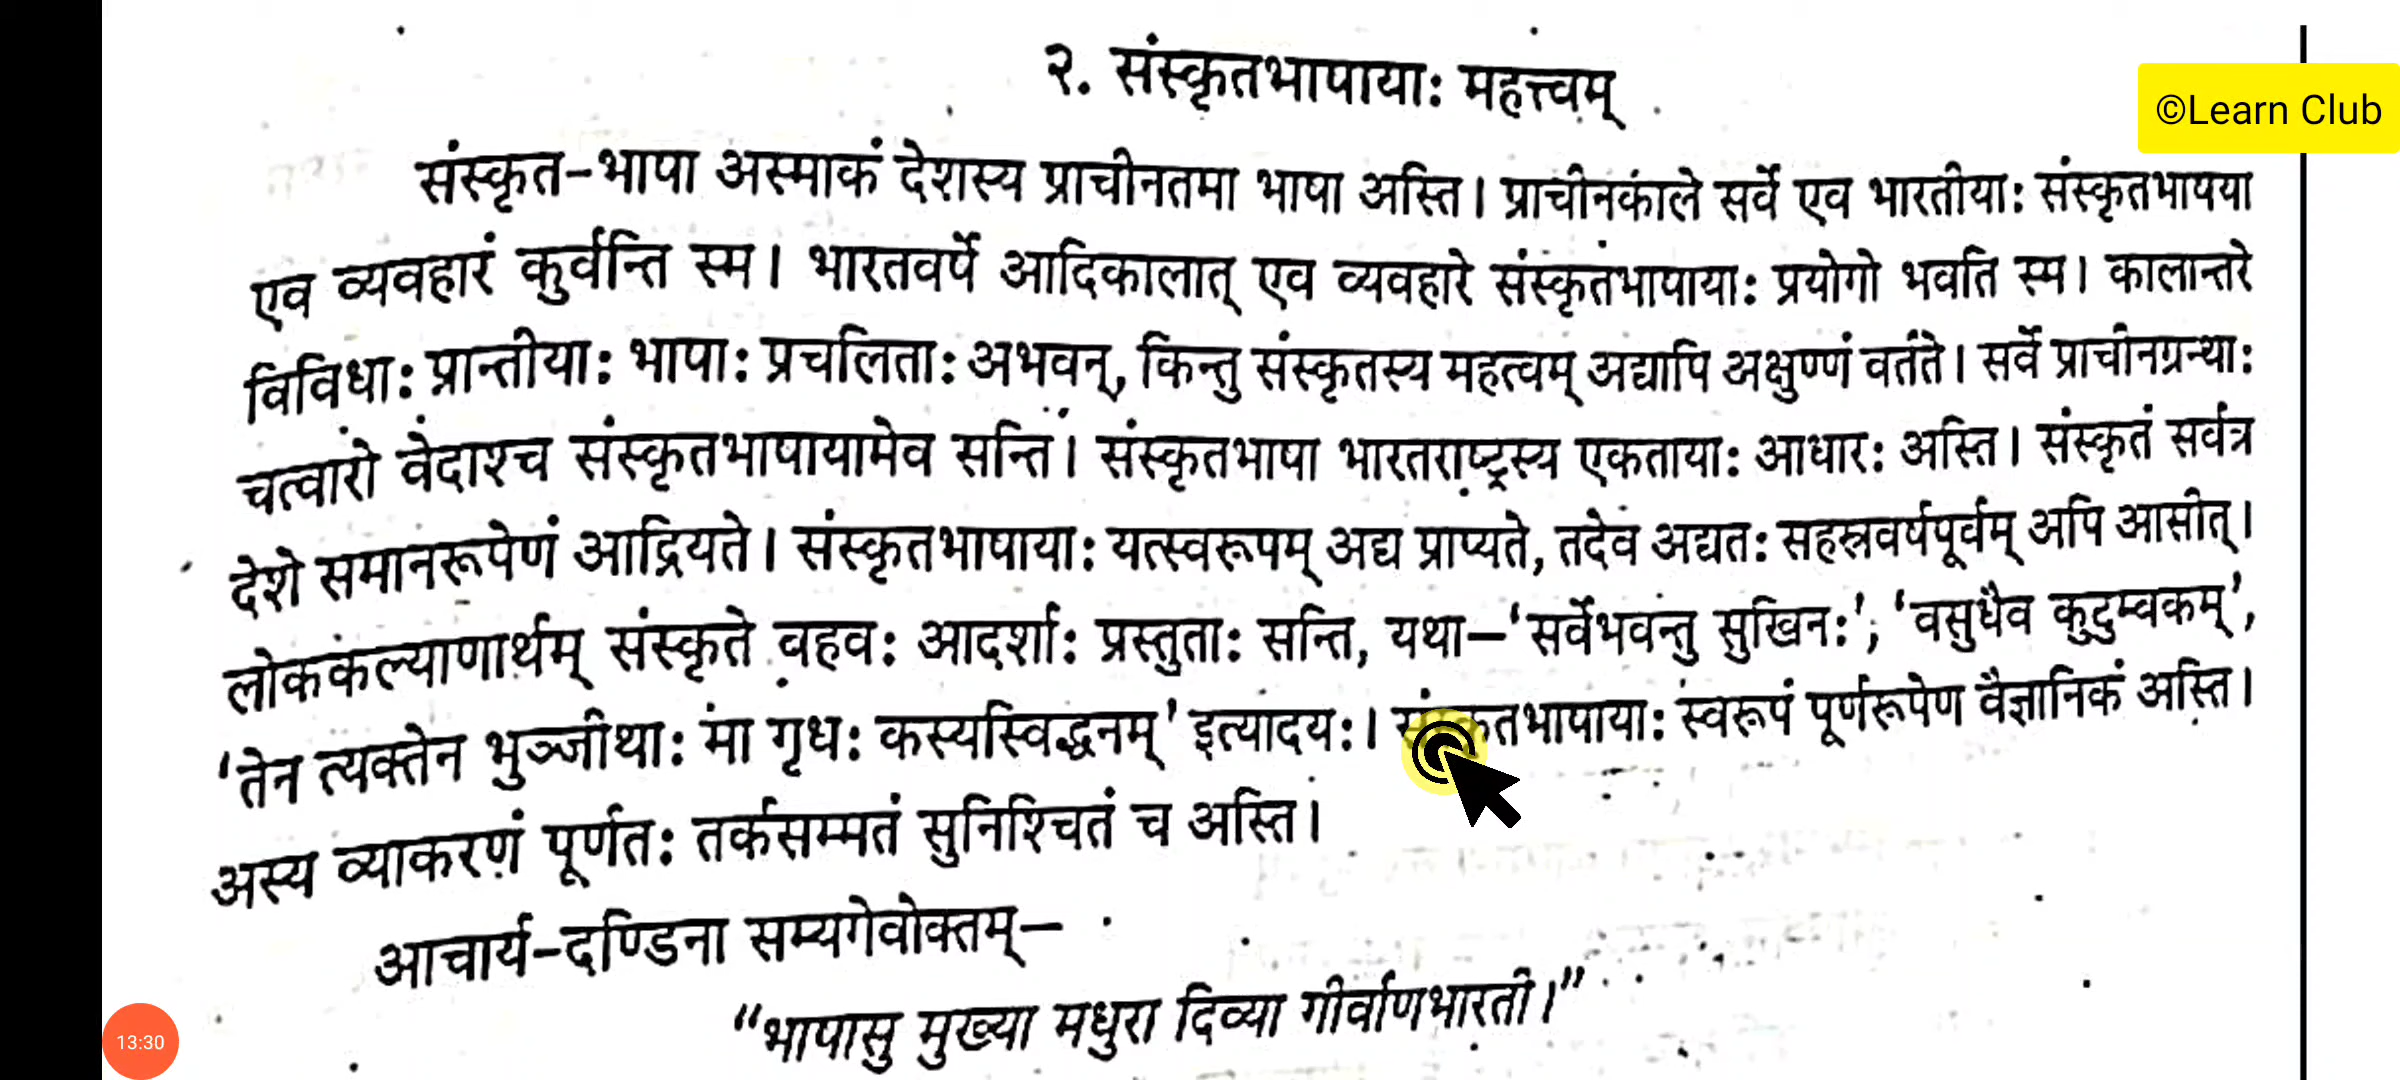 २. संस्कृतभाषायाः महत्त्वम्
©Learn Club
संस्कृत-भाषा अस्माकं देशस्य प्राचीनतमा भाषा अस्ति। प्राचीनकाले सर्वे एव भारतीयाः संस्कृतभाषया
एव व्यवहारं कुर्वन्ति स्म। भारतवर्षे आदिकालात् एव व्यवहारे संस्कृतभाषायाः प्रयोगो भवति स्म। कालान्तरे
विविधाः प्रान्तीयाः भाषाः प्रचलिताः अभवन्, किन्तु संस्कृतस्य महत्वम् अद्यापि अक्षुण्णं वर्तते। सर्वे प्राचीनग्रन्थाः
चत्वारो वेदाश्च संस्कृतभाषायामेव सन्ति। संस्कृतभाषा भारतराष्ट्रस्य एकतायाः आधारः अस्ति। संस्कृतं सर्वत्र
देशे समानरूपेण आद्रियते। संस्कृतभाषायाः यत्स्वरूपम् अद्य प्राप्यते, तदेव अद्यतः सहस्रवर्षपूर्वम् अपि आसीत्।
लोककल्याणार्थम् संस्कृते वहवः आदर्शाः प्रस्तुताः सन्ति, यथा–‘सर्वेभवन्तु सुखिनः’, ‘वसुधैव कुटुम्वकम्’,
‘तेन त्यक्तेन भुञ्जीथाः मा गृधः कस्यस्विद्धनम्’ इत्यादयः। संस्कृतभाषायाः स्वरूपं पूर्णरूपेण वैज्ञानिकं अस्ति।
अस्य व्याकरणं पूर्णतः तर्कसम्मतं सुनिश्चितं च अस्ति।
आचार्य-दण्डिना सम्यगेवोक्तम्–
“भाषासु मुख्या मधुरा दिव्या गीर्वाणभारती।”
13:30